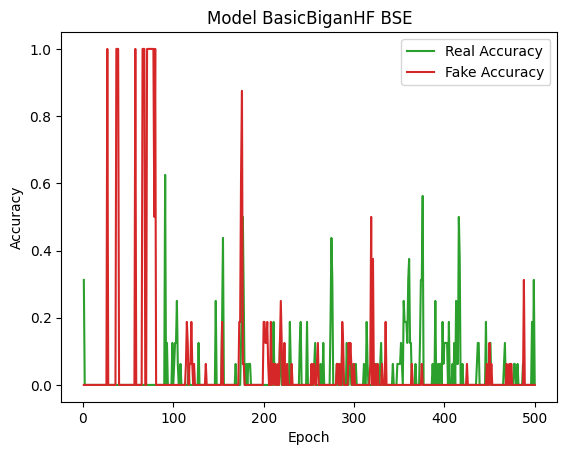 Model BasicBiganHF BSE
Real Accuracy
Fake Accuracy
1.0
0.8
0.6
0.4
0.2
0.0
Accuracy
0 100 200 300 400 500
Epoch